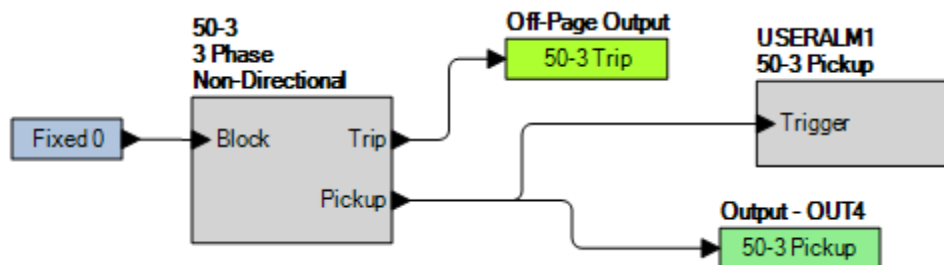 50-3
3 Phase
Non-Directional
Fixed 0
Block
Trip
Pickup
Off-Page Output
50-3 Trip
USERALM1
50-3 Pickup
Trigger
Output - OUT4
50-3 Pickup